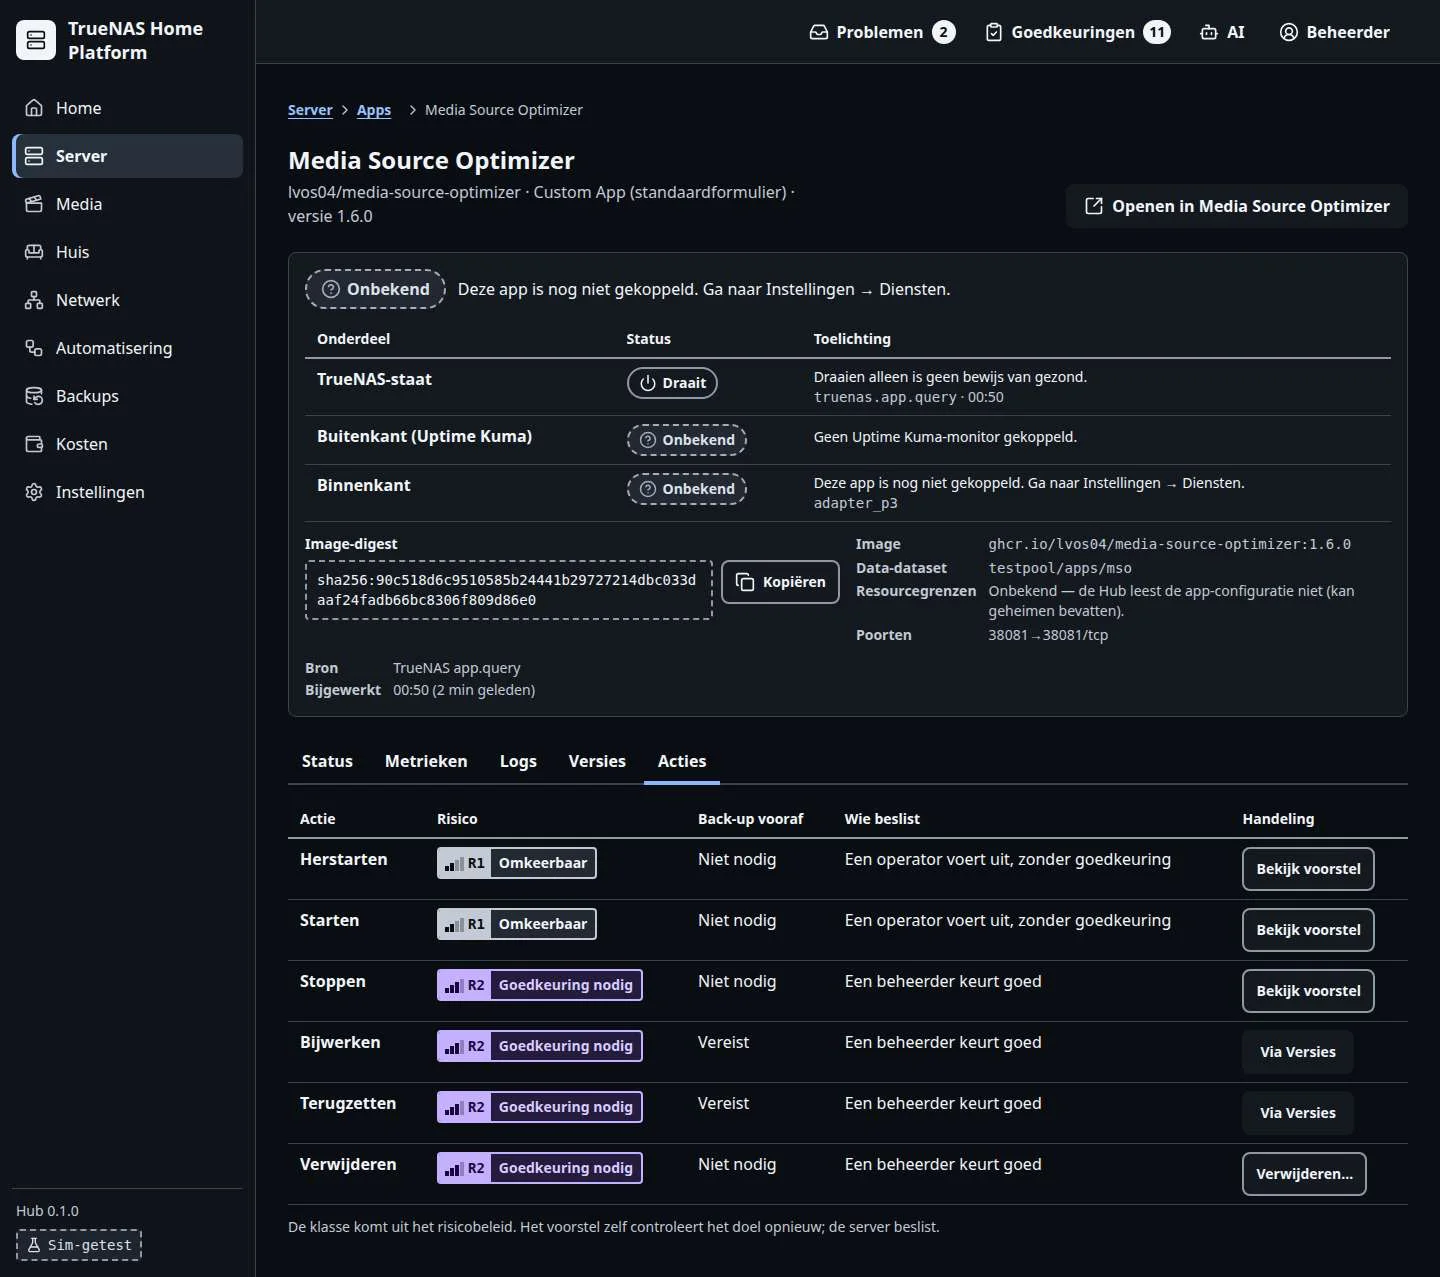 TrueNAS Home
Platform
Home
Server
Media
Huis
Netwerk
Automatisering
Backups
Kosten
Instellingen
Hub 0.1.0
Sim-getest
Problemen 2
Goedkeuringen 11
AI
Beheerder
Server > Apps > Media Source Optimizer
Media Source Optimizer
lvos04/media-source-optimizer · Custom App (standaardformulier) ·
versie 1.6.0
Openen in Media Source Optimizer
Onbekend Deze app is nog niet gekoppeld. Ga naar Instellingen → Diensten.
Onderdeel Status Toelichting
TrueNAS-staat Draait Draaien alleen is geen bewijs van gezond.
truenas.app.query · 00:50
Buitenkant (Uptime Kuma) Onbekend Geen Uptime Kuma-monitor gekoppeld.
Binnenkant Onbekend Deze app is nog niet gekoppeld. Ga naar Instellingen → Diensten.
adapter_p3
Image-digest
sha256:90c518d6c9510585b24441b29727214dbc033d
aaf24fadb66bc8306f809d86e0
Kopiëren
Image ghcr.io/lvos04/media-source-optimizer:1.6.0
Data-dataset testpool/apps/mso
Resourcegrenzen Onbekend — de Hub leest de app-configuratie niet (kan
geheimen bevatten).
Poorten 38081→38081/tcp
Bron TrueNAS app.query
Bijgewerkt 00:50 (2 min geleden)
Status Metrieken Logs Versies Acties
Actie Risico Back-up vooraf Wie beslist Handeling
Herstarten R1 Omkeerbaar Niet nodig Een operator voert uit, zonder goedkeuring Bekijk voorstel
Starten R1 Omkeerbaar Niet nodig Een operator voert uit, zonder goedkeuring Bekijk voorstel
Stoppen R2 Goedkeuring nodig Niet nodig Een beheerder keurt goed Bekijk voorstel
Bijwerken R2 Goedkeuring nodig Vereist Een beheerder keurt goed Via Versies
Terugzetten R2 Goedkeuring nodig Vereist Een beheerder keurt goed Via Versies
Verwijderen R2 Goedkeuring nodig Niet nodig Een beheerder keurt goed Verwijderen…
De klasse komt uit het risicobeleid. Het voorstel zelf controleert het doel opnieuw; de server beslist.